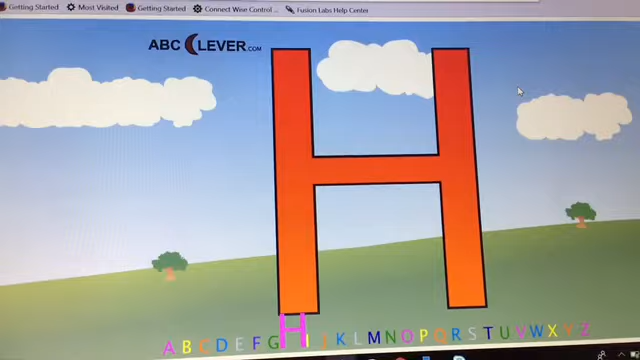 Getting Started Most Visited Getting Started Connect Wise Control ... Fusion Labs Help Center
ABC CLEVER.COM
H
A B C D E F G H I J K L M N O P Q R S T U V W X Y Z